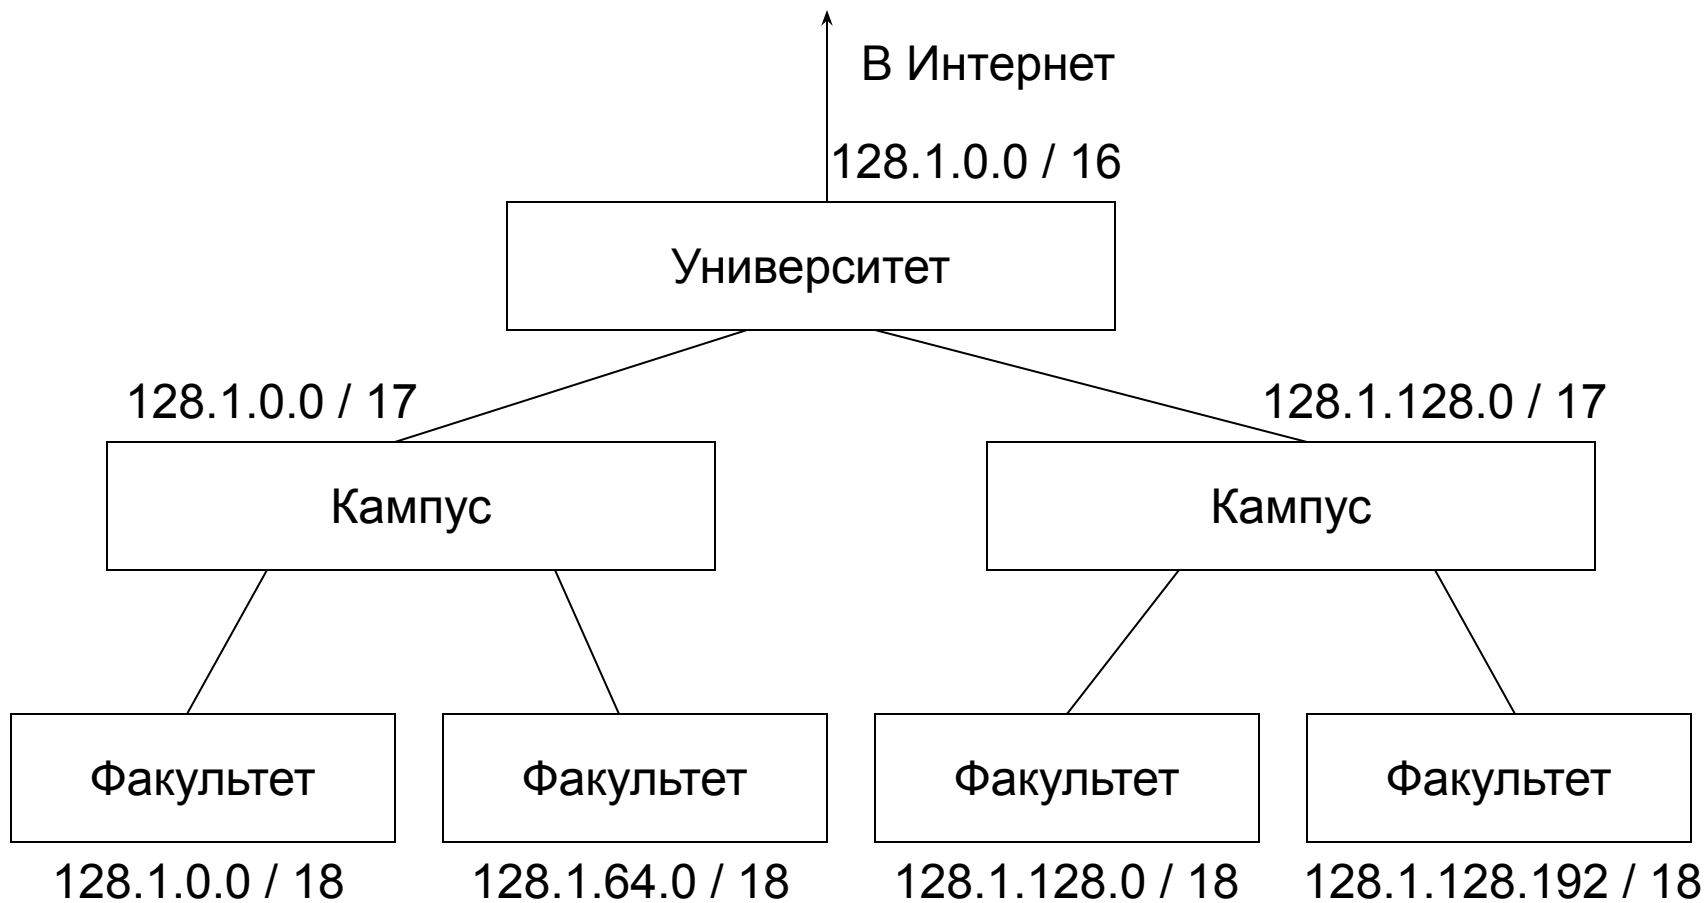 В Интернет
128.1.0.0 / 16
Университет
128.1.0.0 / 17
128.1.128.0 / 17
Кампус
Кампус
Факультет
Факультет
Факультет
Факультет
128.1.0.0 / 18
128.1.64.0 / 18
128.1.128.0 / 18
128.1.128.192 / 18